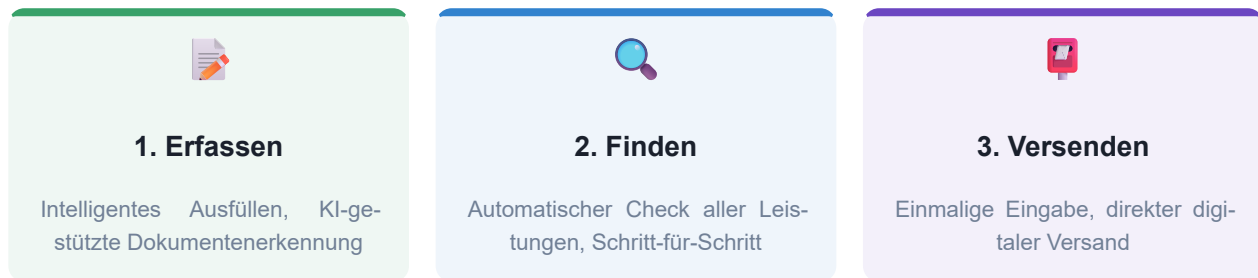 1. Erfassen
Intelligentes Ausfüllen, KI-ge-
stützte Dokumentenerkennung
2. Finden
Automatischer Check aller Leis-
tungen, Schritt-für-Schritt
3. Versenden
Einmalige Eingabe, direkter digi-
taler Versand